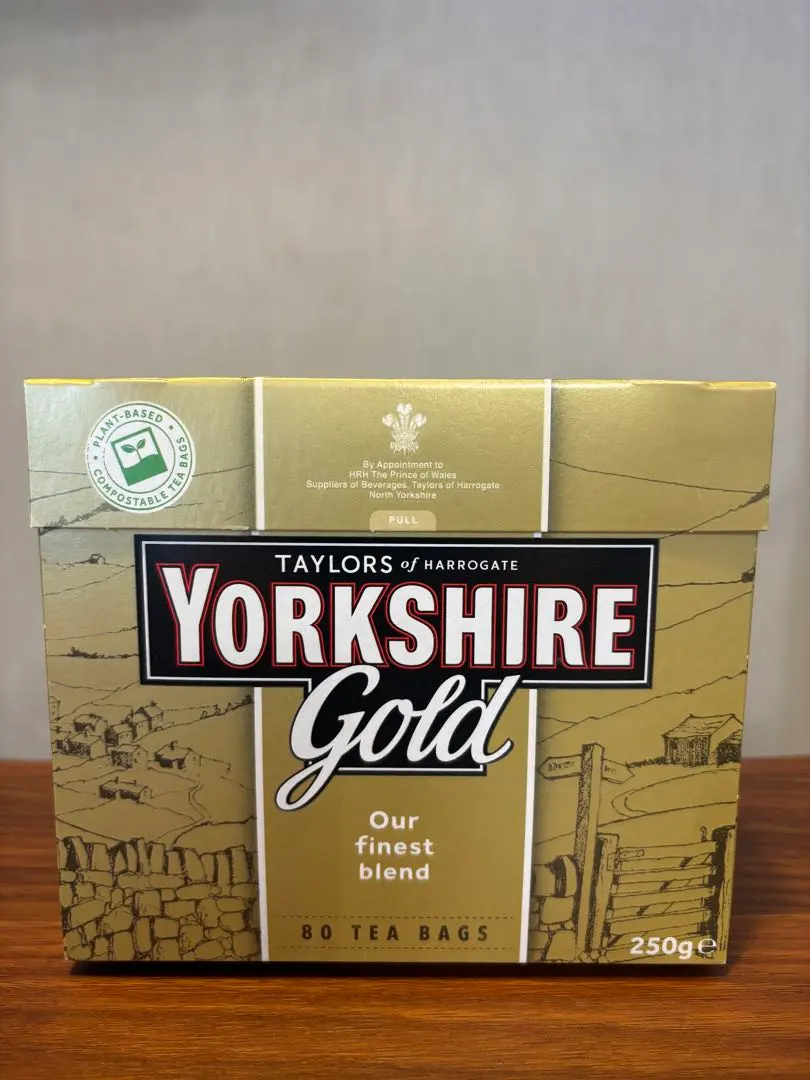 PLANT-BASED
COMPOSTABLE TEA BAGS
By Appointment to
HRH The Prince of Wales
Suppliers of Beverages, Taylors of Harrogate
North Yorkshire
PULL
TAYLORS of HARROGATE
YORKSHIRE
Gold
Our
finest
blend
80 TEA BAGS
250g ℮